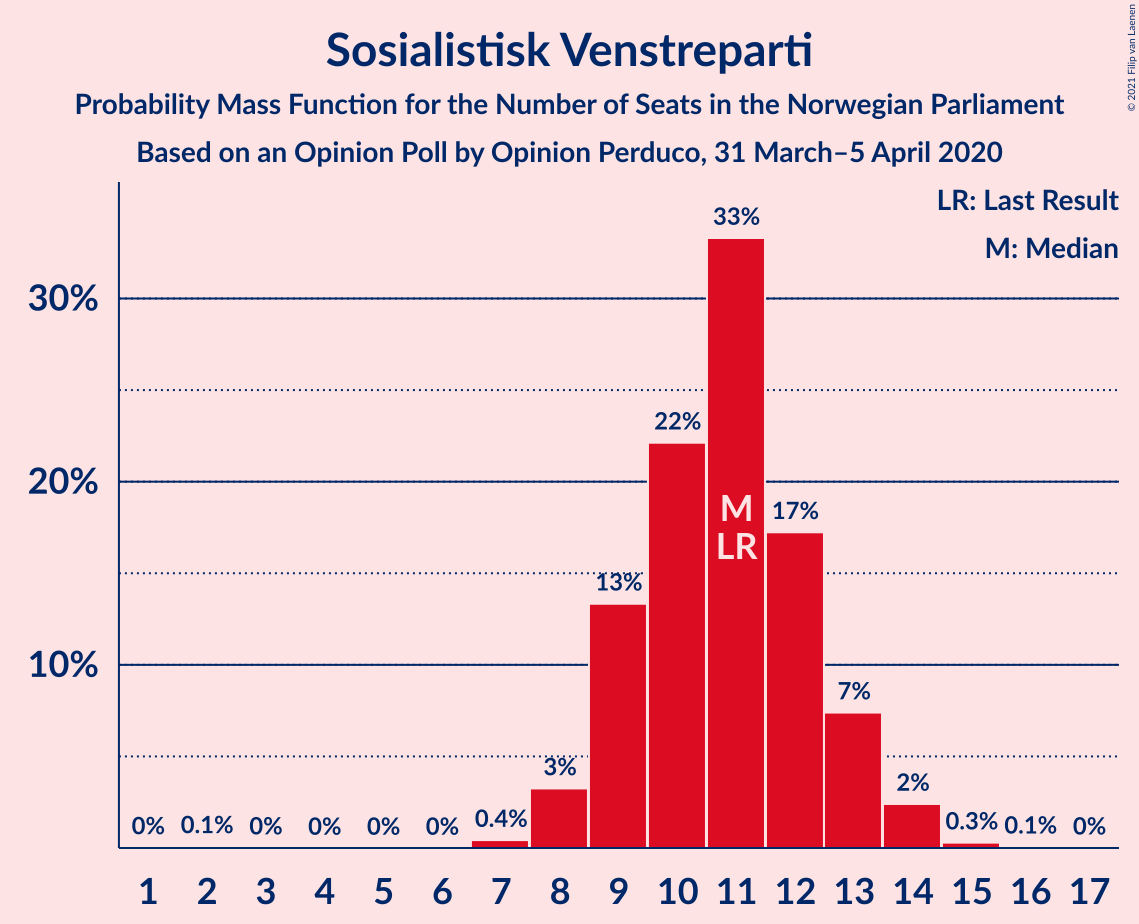 Sosialistisk Venstreparti
Probability Mass Function for the Number of Seats in the Norwegian Parliament
Based on an Opinion Poll by Opinion Perduco, 31 March–5 April 2020
© 2021 Filip van Laenen
LR: Last Result
M: Median
30%
20%
10%
0% 0.1% 0% 0% 0% 0% 0.4% 3% 13% 22% 33% 17% 7% 2% 0.3% 0.1% 0%
M
LR
1 2 3 4 5 6 7 8 9 10 11 12 13 14 15 16 17